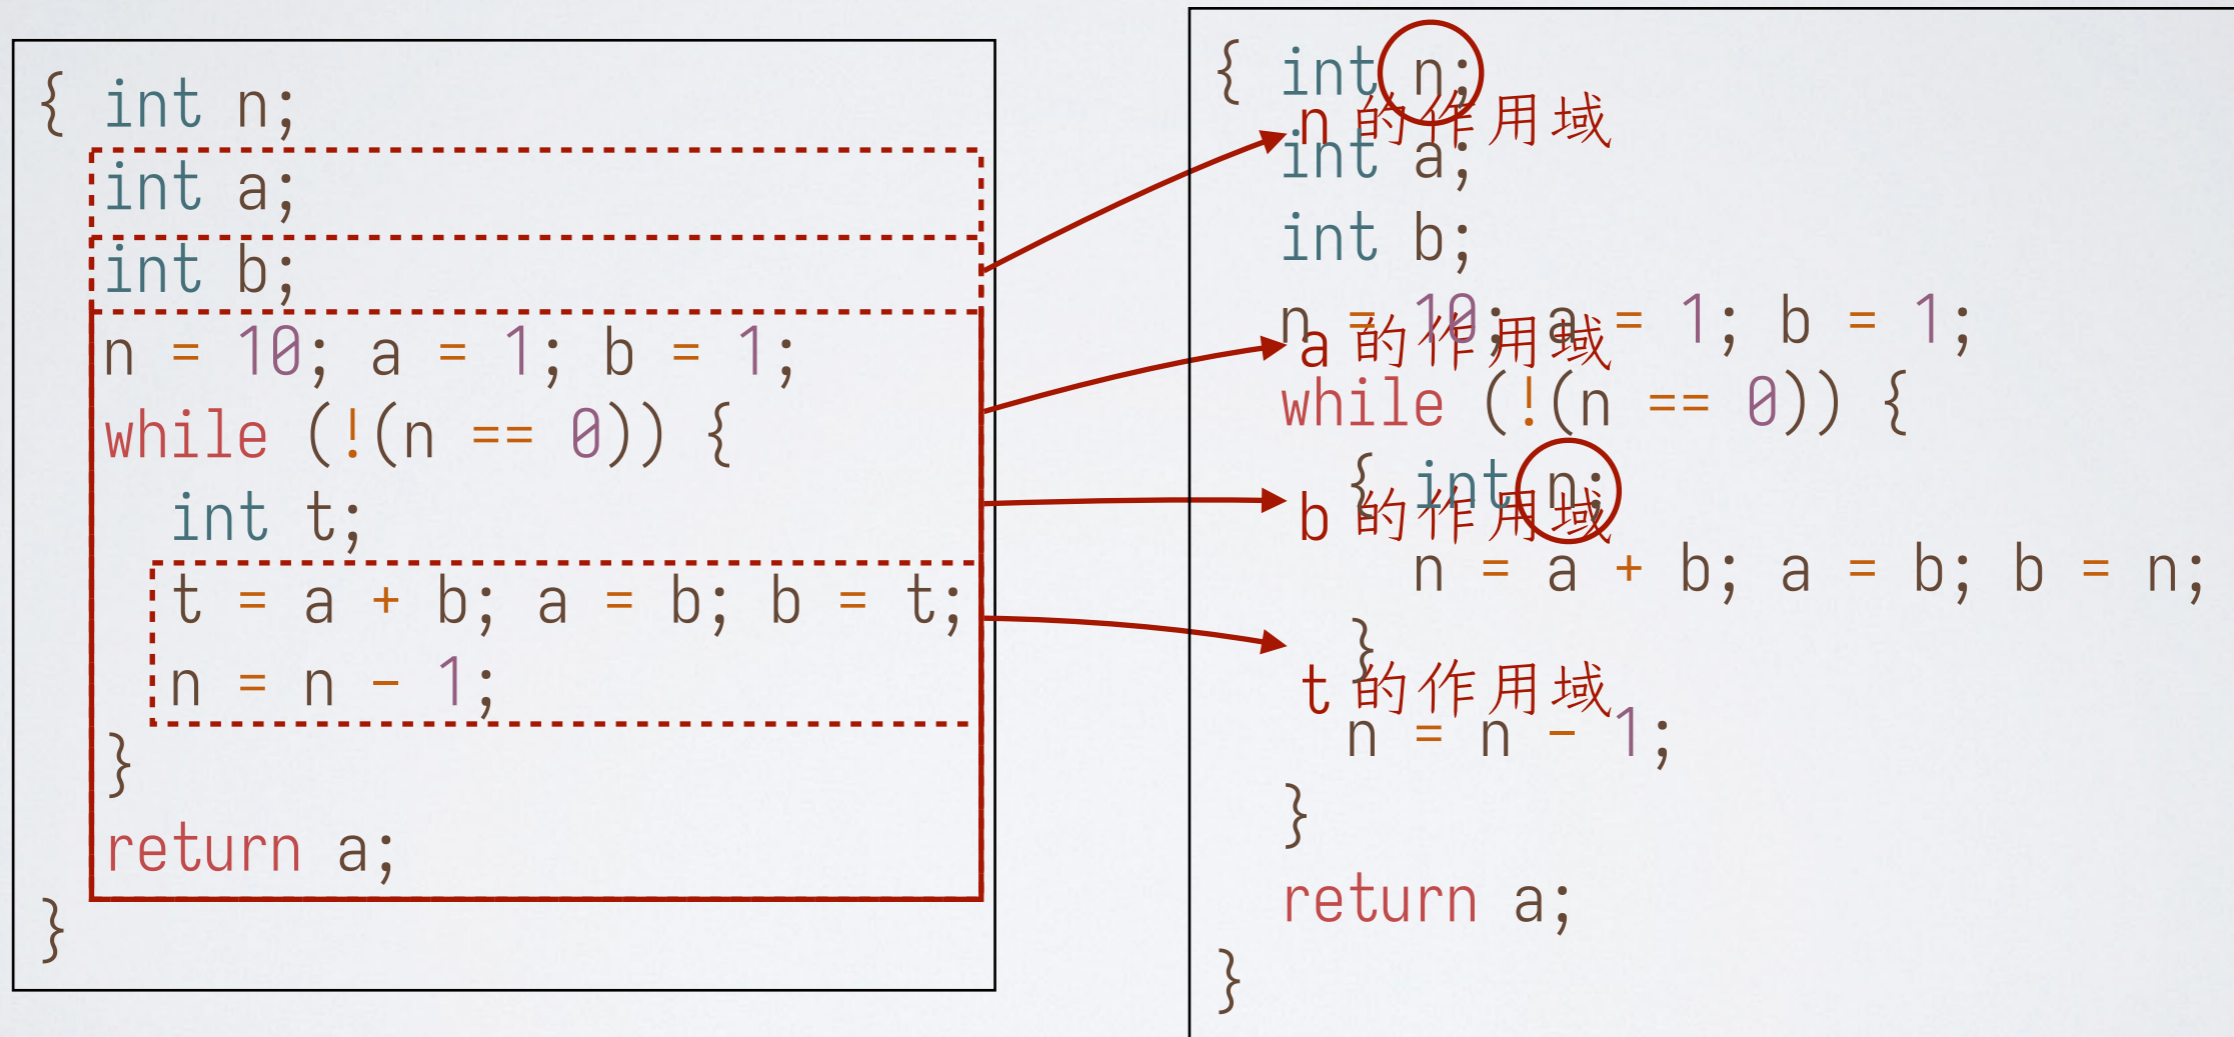 { int n;
int a;
int b;
n = 10; a = 1; b = 1;
while (!(n == 0)) {
int t;
t = a + b; a = b; b = t;
n = n - 1;
}
return a;
}
n 的作用域
a 的作用域
b 的作用域
t 的作用域
{ int n;
int a;
int b;
n = 10; a = 1; b = 1;
while (!(n == 0)) {
{ int n;
n = a + b; a = b; b = n;
}
n = n - 1;
}
return a;
}